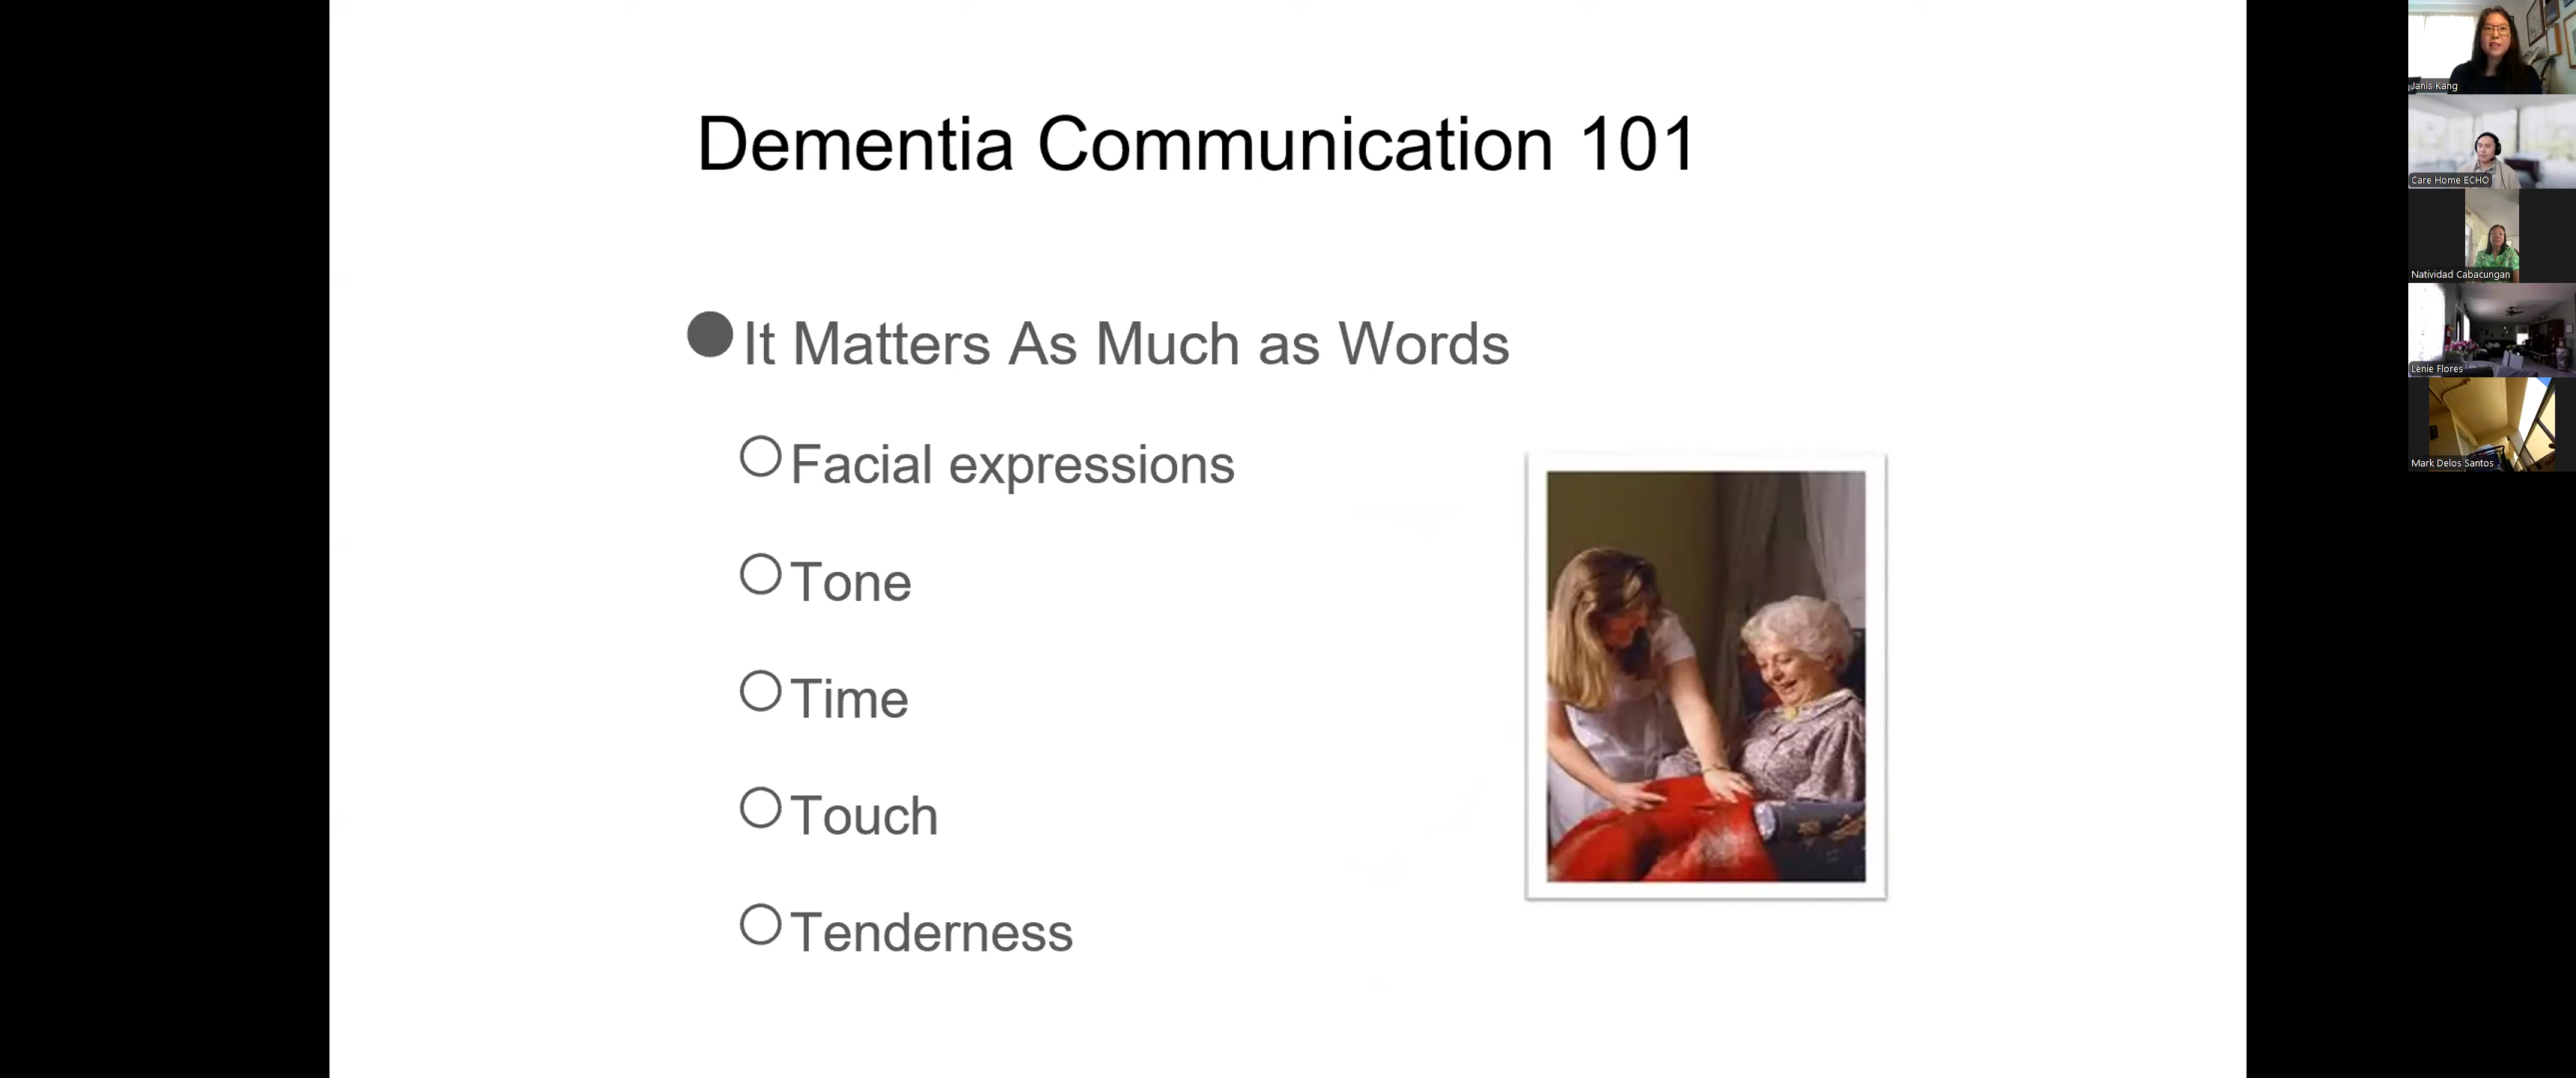 Dementia Communication 101
It Matters As Much as Words
Facial expressions
Tone
Time
Touch
Tenderness
Janis Kang
Care Home ECHO
Natividad Cabacungan
Lenie Flores
Mark Delos Santos